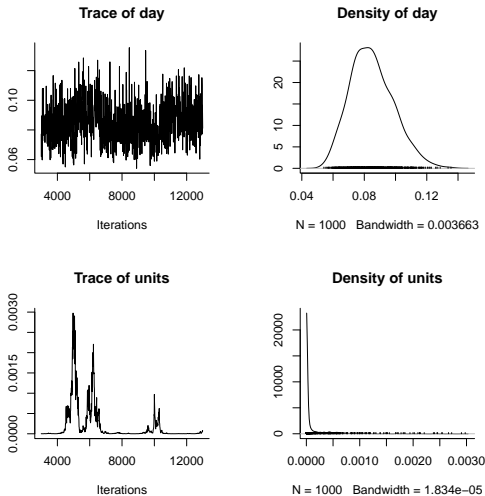 Trace of day
0.06 0.10
4000 8000 12000
Iterations
Density of day
0 5 20
0.04 0.08 0.12
N = 1000 Bandwidth = 0.003663
Trace of units
0.0000 0.0015 0.0030
4000 8000 12000
Iterations
Density of units
0 10000 20000
0.0000 0.0010 0.0020 0.0030
N = 1000 Bandwidth = 1.834e−05